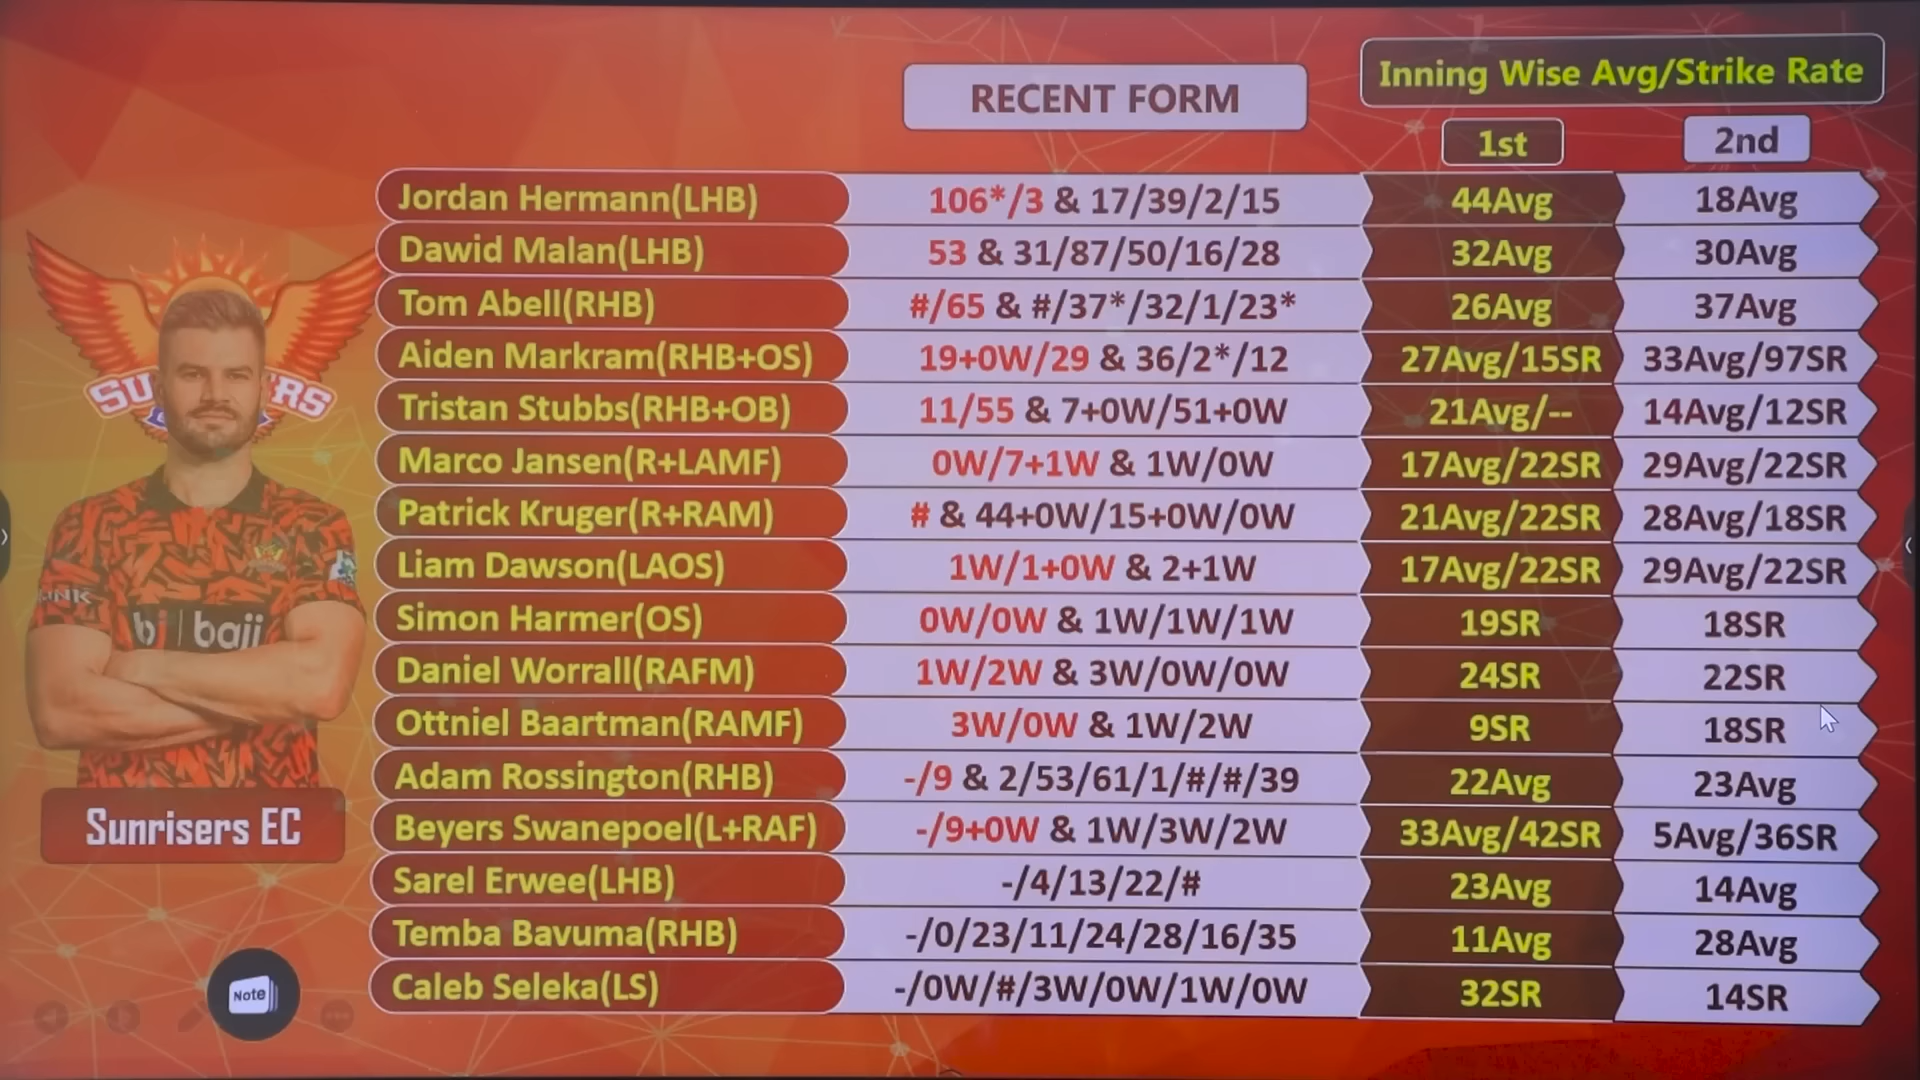 Inning Wise Avg/Strike Rate
RECENT FORM
1st 2nd
Jordan Hermann(LHB) 106*/3 & 17/39/2/15 44Avg 18Avg
Dawid Malan(LHB) 53 & 31/87/50/16/28 32Avg 30Avg
Tom Abell(RHB) #/65 & #/37*/32/1/23* 26Avg 37Avg
Aiden Markram(RHB+OS) 19+0W/29 & 36/2*/12 27Avg/15SR 33Avg/97SR
Tristan Stubbs(RHB+OB) 11/55 & 7+0W/51+0W 21Avg/-- 14Avg/12SR
Marco Jansen(R+LAMF) 0W/7+1W & 1W/0W 17Avg/22SR 29Avg/22SR
Patrick Kruger(R+RAM) # & 44+0W/15+0W/0W 21Avg/22SR 28Avg/18SR
Liam Dawson(LAOS) 1W/1+0W & 2+1W 17Avg/22SR 29Avg/22SR
Simon Harmer(OS) 0W/0W & 1W/1W/1W 19SR 18SR
Daniel Worrall(RAFM) 1W/2W & 3W/0W/0W 24SR 22SR
Ottniel Baartman(RAMF) 3W/0W & 1W/2W 9SR 18SR
Adam Rossington(RHB) -/9 & 2/53/61/1/#/#/39 22Avg 23Avg
Beyers Swanepoel(L+RAF) -/9+0W & 1W/3W/2W 33Avg/42SR 5Avg/36SR
Sarel Erwee(LHB) -/4/13/22/# 23Avg 14Avg
Temba Bavuma(RHB) -/0/23/11/24/28/16/35 11Avg 28Avg
Caleb Seleka(LS) -/0W/#/3W/0W/1W/0W 32SR 14SR
SU RS
bj | baji
Sunrisers EC
Note